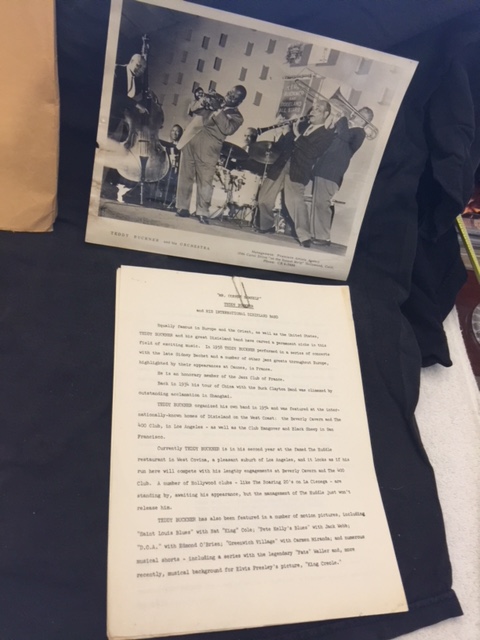 TEDDY BUCKNER and his ORCHESTRA
"MR. CORNET HIMSELF"
TEDDY BUCKNER
AND HIS INTERNATIONAL DIXIELAND BAND
Equally famous in Europe and the Orient, as well as the United States,
TEDDY BUCKNER and his great Dixieland band have carved a permanent niche in this
field of exciting music. In 1958 TEDDY BUCKNER performed in a series of concerts
with the late Sidney Bechet and a number of other jazz greats throughout Europe,
highlighted by their appearances at Cannes, in France.
He is an honorary member of the Jazz Club of France.
Back in 1934 his tour of China with the Buck Clayton Band was climaxed by
outstanding acclamation in Shanghai.
TEDDY BUCKNER organized his own band in 1954 and was featured at the inter-
nationally-known homes of Dixieland on the West Coast: the Beverly Cavern and The
400 Club, in Los Angeles - as well as the Club Hangover and Black Sheep in San
Francisco.
Currently TEDDY BUCKNER is in his second year at the famed The Huddle
restaurant in West Covina, a pleasant suburb of Los Angeles, and it looks as if his
run here will compete with his lengthy engagements at Beverly Cavern and The 400
Club. A number of Hollywood clubs - like The Roaring 20's on La Cienega - are
standing by, awaiting his appearance, but the management of The Huddle just won't
release him.
TEDDY BUCKNER has also been featured in a number of motion pictures, including
"Saint Louis Blues" with Nat "King" Cole; "Pete Kelly's Blues" with Jack Webb;
"D.O.A." with Edmond O'Brien; "Greenwich Village" with Carmen Miranda; and numerous
musical shorts - including a series with the legendary "Fats" Waller and, more
recently, musical background for Elvis Presley's picture, "King Creole."